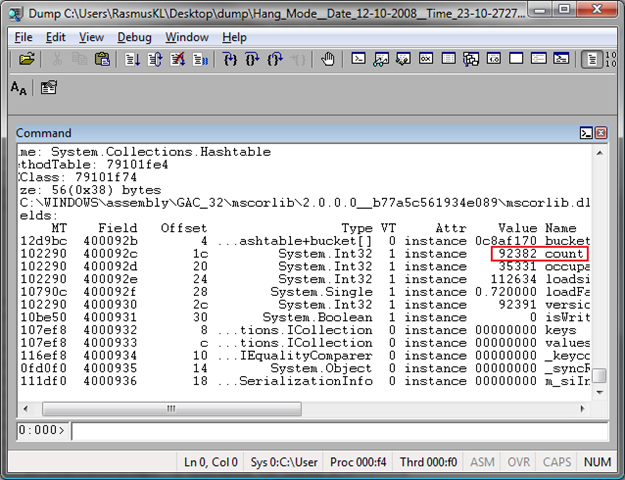 Dump C:\Users\RasmusKL\Desktop\dump\Hang_Mode__Date_12-10-2008__Time_23-10-2727...
File Edit View Debug Window Help
Command
me: System.Collections.Hashtable
thodTable: 79101fe4
Class: 79101f74
ze: 56(0x38) bytes
C:\WINDOWS\assembly\GAC_32\mscorlib\2.0.0.0__b77a5c561934e089\mscorlib.dl
elds:
MT Field Offset Type VT Attr Value Name
12d9bc 400092b 4 ...ashtable+bucket[] 0 instance 0c8af170 bucket
102290 400092c 1c System.Int32 1 instance 92382 count
102290 400092d 20 System.Int32 1 instance 35331 occupa
102290 400092e 24 System.Int32 1 instance 112634 loadsi
10790c 400092f 28 System.Single 1 instance 0.720000 loadFa
102290 4000930 2c System.Int32 1 instance 92391 versio
10be50 4000931 30 System.Boolean 1 instance 0 isWrit
107ef8 4000932 8 ...tions.ICollection 0 instance 00000000 keys
107ef8 4000933 c ...tions.ICollection 0 instance 00000000 values
116ef8 4000934 10 ...IEqualityComparer 0 instance 00000000 _keyco
0fd0f0 4000935 14 System.Object 0 instance 00000000 _syncR
111df0 4000936 18 ...SerializationInfo 0 instance 00000000 m_siIn
0:000>
Ln 0, Col 0 Sys 0:C:\User Proc 000:f4 Thrd 000:f0 ASM OVR CAPS NUM